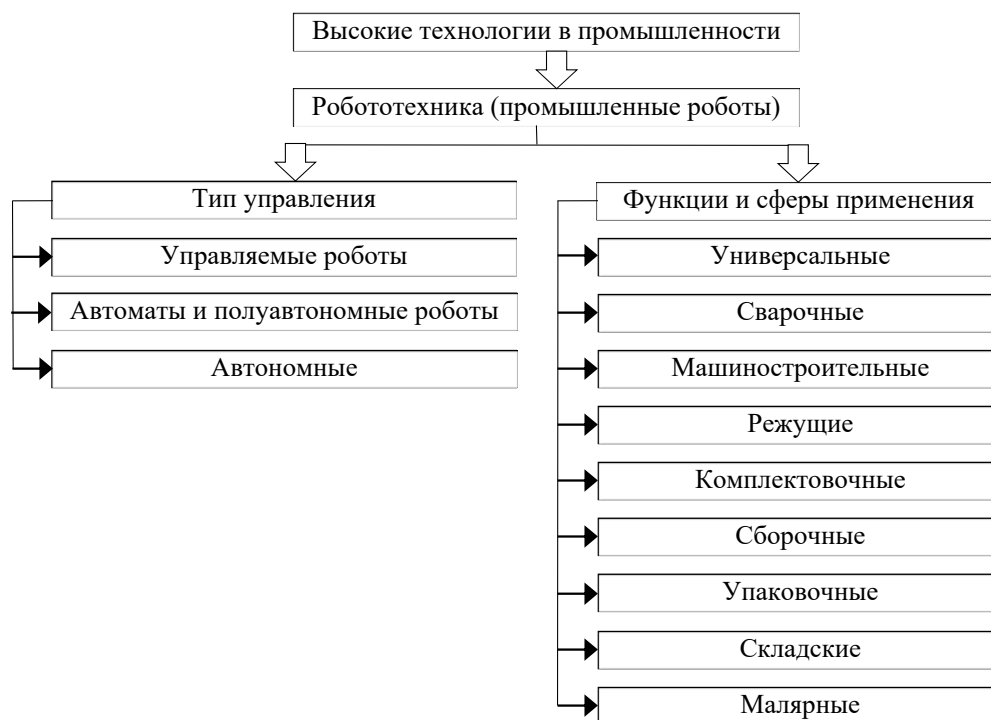 Высокие технологии в промышленности
Робототехника (промышленные роботы)
Тип управления
Управляемые роботы
Автоматы и полуавтономные роботы
Автономные
Функции и сферы применения
Универсальные
Сварочные
Машиностроительные
Режущие
Комплектовочные
Сборочные
Упаковочные
Складские
Малярные